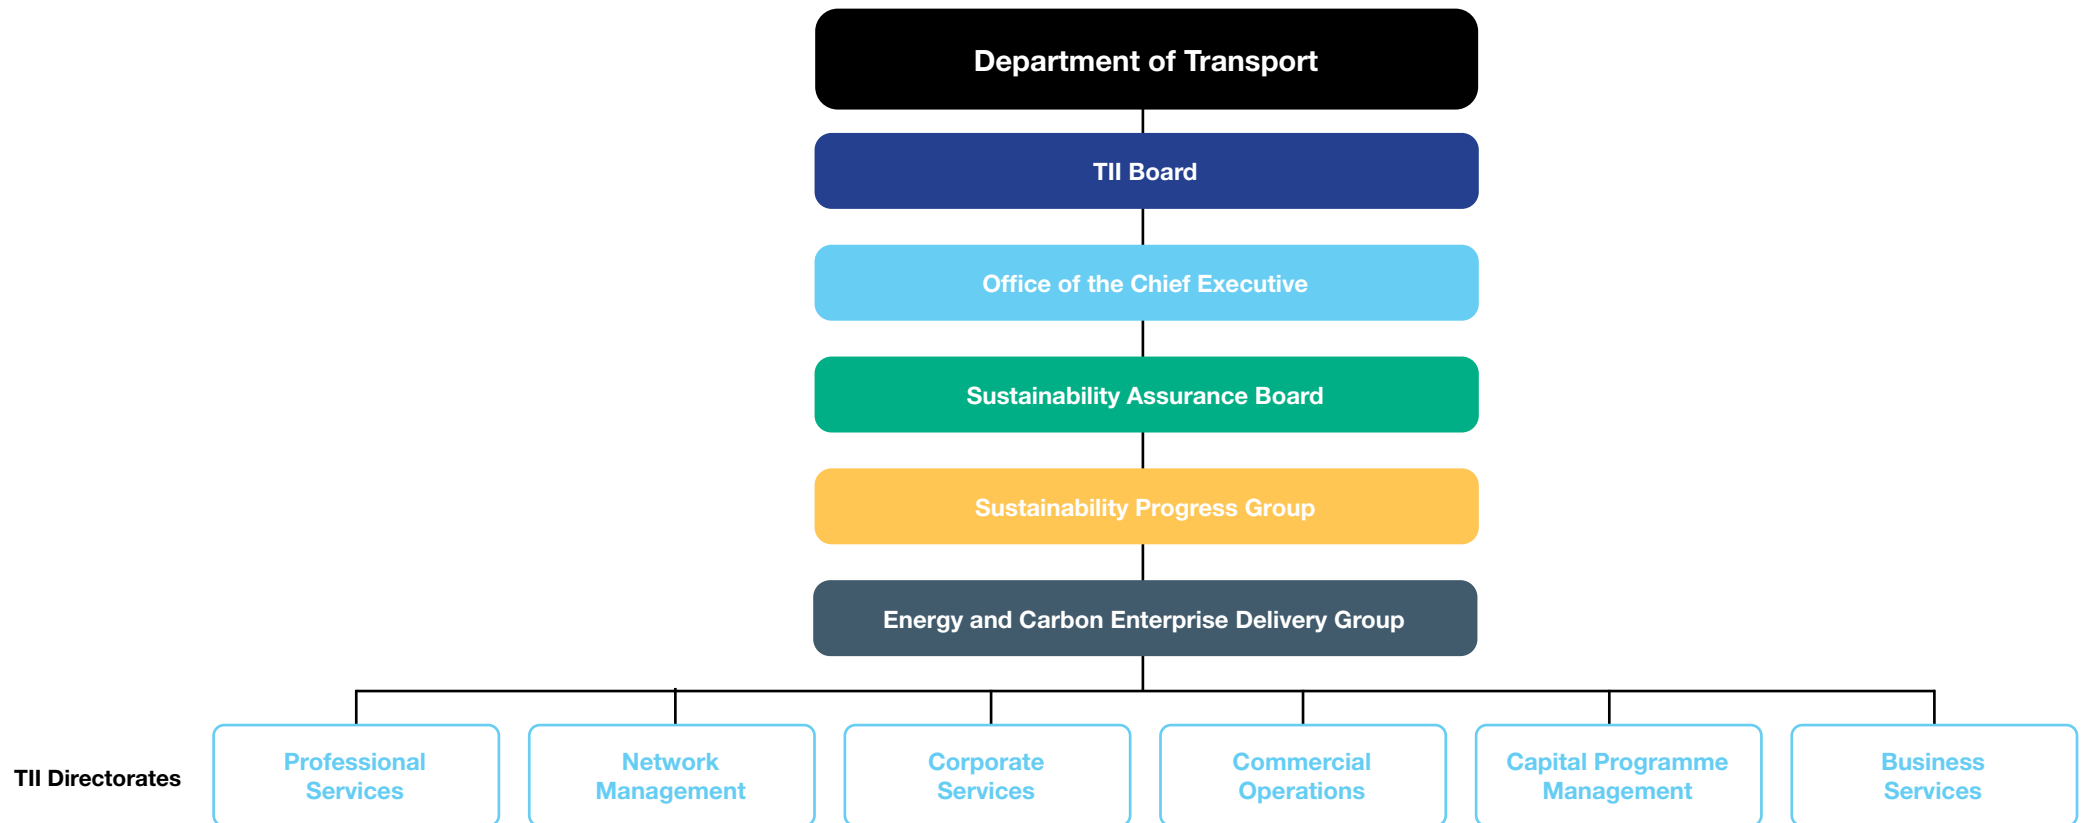 Department of Transport
TII Board
Office of the Chief Executive
Sustainability Assurance Board
Sustainability Progress Group
Energy and Carbon Enterprise Delivery Group
TII Directorates
Professional
Services
Network
Management
Corporate
Services
Commercial
Operations
Capital Programme
Management
Business
Services